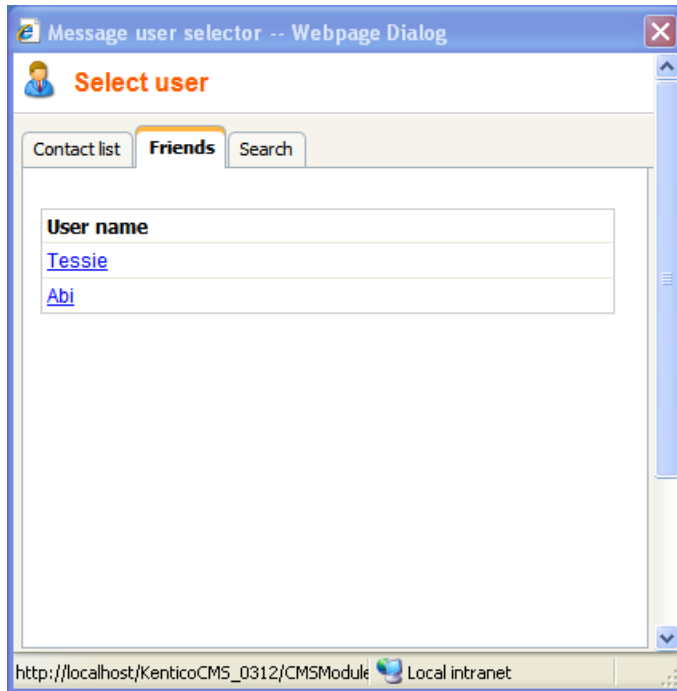 Message user selector -- Webpage Dialog
Select user
Contact list Friends Search
User name
Tessie
Abi
http://localhost/KenticoCMS_0312/CMSModule Local intranet